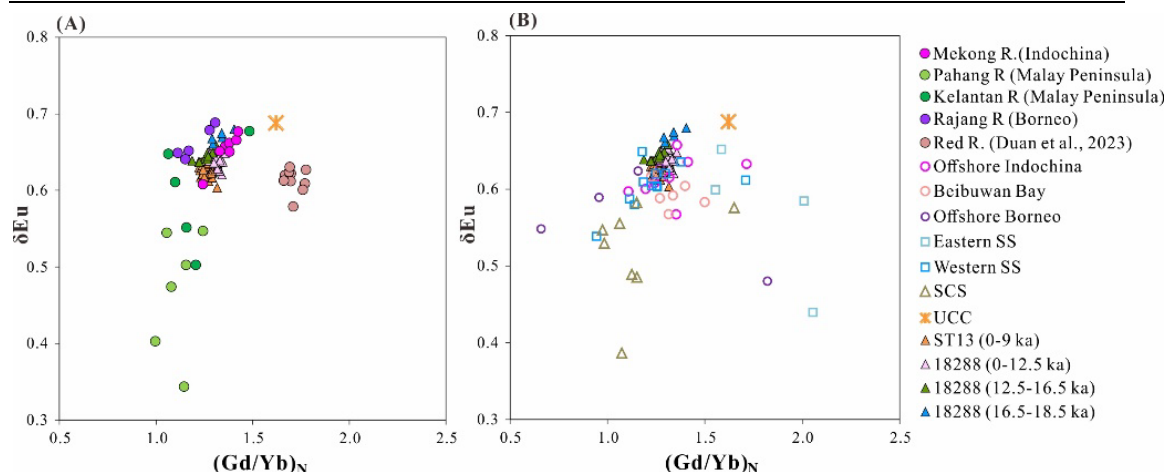 (A)
0.8
0.7
0.6
0.5
0.4
0.3
δEu
0.5
1.0
1.5
2.0
2.5
(Gd/Yb)N
(B)
0.8
0.7
0.6
0.5
0.4
0.3
δEu
0.5
1.0
1.5
2.0
2.5
(Gd/Yb)N
Mekong R.(Indochina)
Pahang R (Malay Peninsula)
Kelantan R (Malay Peninsula)
Rajang R (Borneo)
Red R. (Duan et al., 2023)
Offshore Indochina
Beibuwan Bay
Offshore Borneo
Eastern SS
Western SS
SCS
UCC
ST13 (0-9 ka)
18288 (0-12.5 ka)
18288 (12.5-16.5 ka)
18288 (16.5-18.5 ka)